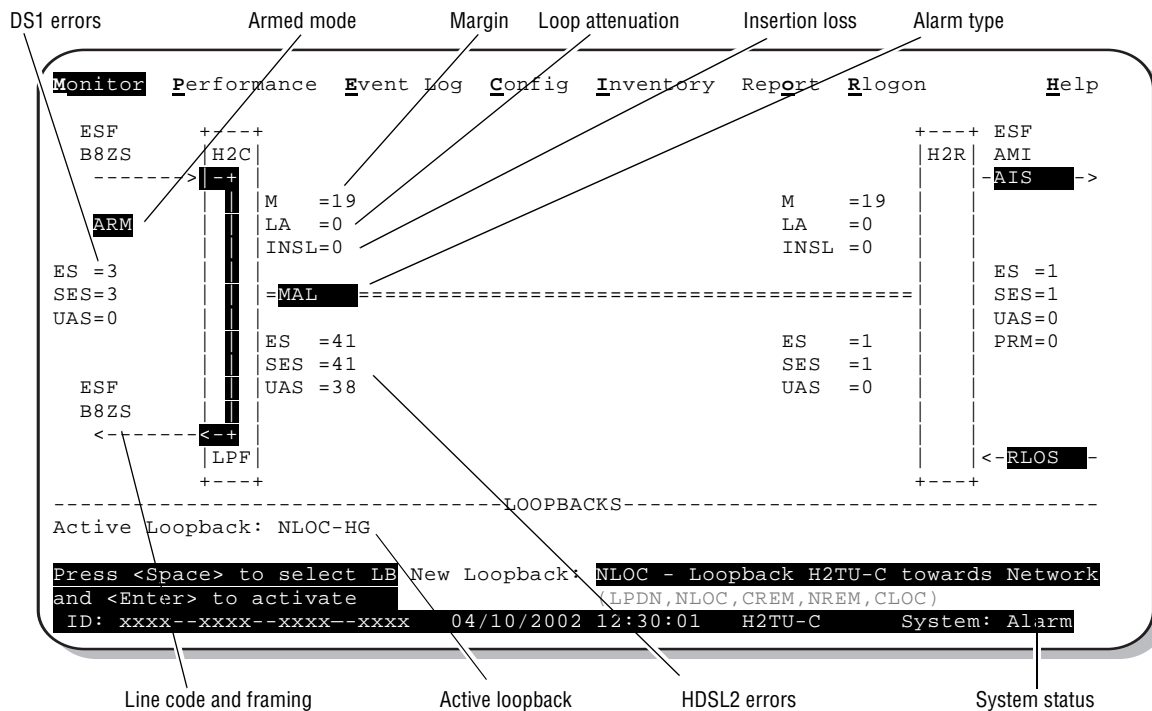 DS1 errors Armed mode Margin Loop attenuation Insertion loss Alarm type
Monitor Performance Event Log Config Inventory Report Rlogon Help
ESF +---+ +---+ ESF
B8ZS |H2C| |H2R| AMI
------->|-+ | | |-AIS ->
M =19 M =19
ARM LA =0 LA =0
INSL=0 INSL =0
ES =3 ES =1
SES=3 =MAL ======================================= SES=1
UAS=0 UAS=0
ES =41 ES =1 PRM=0
SES =41 SES =1
ESF UAS =38 UAS =0
B8ZS
<-------<-+
|LPF| | |<-RLOS -
+---+ +---+
------------------------------LOOPBACKS--------------------------------
Active Loopback: NLOC-HG
Press <Space> to select LB New Loopback: NLOC - Loopback H2TU-C towards Network
and <Enter> to activate (LPDN,NLOC,CREM,NREM,CLOC)
ID: xxxx--xxxx--xxxx--xxxx 04/10/2002 12:30:01 H2TU-C System: Alarm
Line code and framing Active loopback HDSL2 errors System status